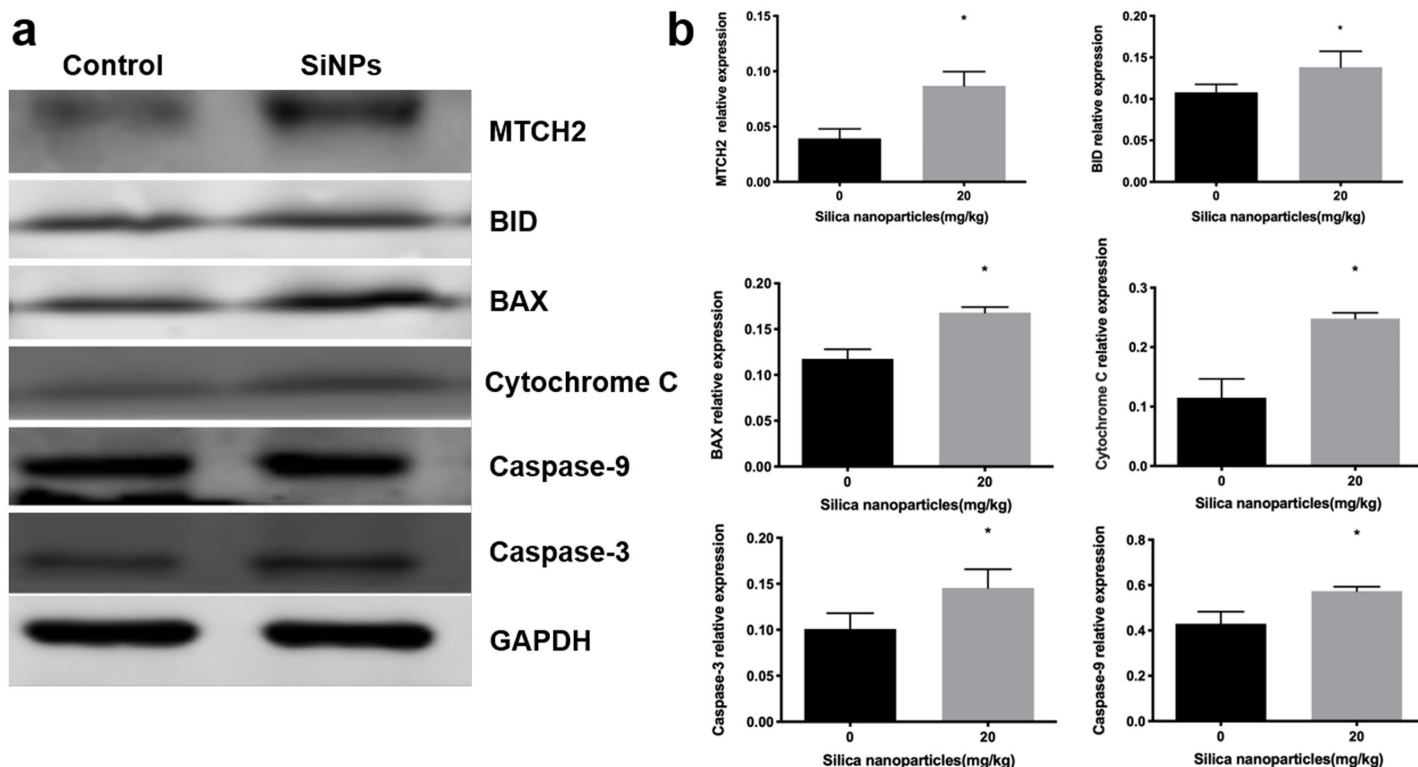 a
Control SiNPs
MTCH2
BID
BAX
Cytochrome C
Caspase-9
Caspase-3
GAPDH
b
MTCH2 relative expression
0.15
0.10
0.05
0.00
*
0 20
Silica nanoparticles(mg/kg)
BID relative expression
0.20
0.15
0.10
0.05
0.00
*
0 20
Silica nanoparticles(mg/kg)
BAX relative expression
0.20
0.15
0.10
0.05
0.00
*
0 20
Silica nanoparticles(mg/kg)
Cytochrome C relative expression
0.3
0.2
0.1
0.0
*
0 20
Silica nanoparticles(mg/kg)
Caspase-3 relative expression
0.20
0.15
0.10
0.05
0.00
*
0 20
Silica nanoparticles(mg/kg)
Caspase-9 relative expression
0.8
0.6
0.4
0.2
0.0
*
0 20
Silica nanoparticles(mg/kg)